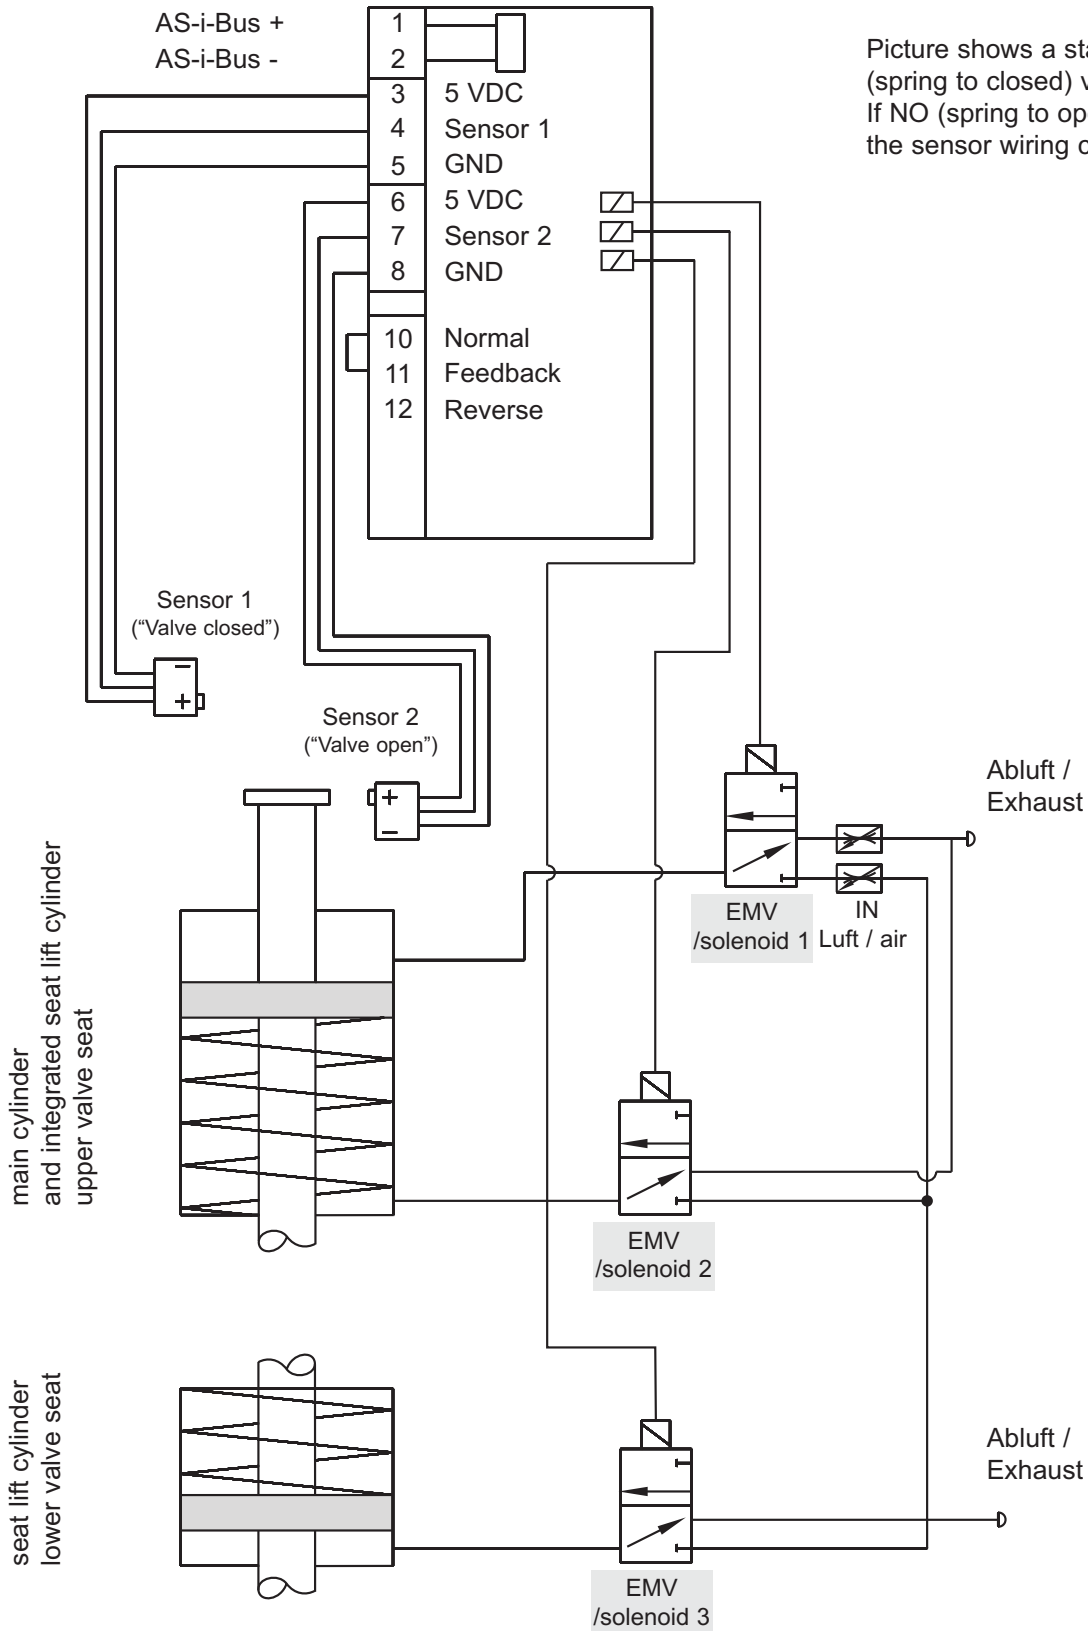 AS-i-Bus +
AS-i-Bus -
1
2
3 5 VDC
4 Sensor 1
5 GND
6 5 VDC
7 Sensor 2
8 GND
10 Normal
11 Feedback
12 Reverse
Picture shows a
(spring to closed)
If NO (spring to
the sensor wiring
Sensor 1
(“Valve closed”)
Sensor 2
(“Valve open”)
+
-
+
-
Abluft /
Exhaust
EMV
/solenoid 1
IN
Luft / air
main cylinder
and integrated seat lift cylinder
upper valve seat
EMV
/solenoid 2
seat lift cylinder
lower valve seat
Abluft /
Exhaust
EMV
/solenoid 3